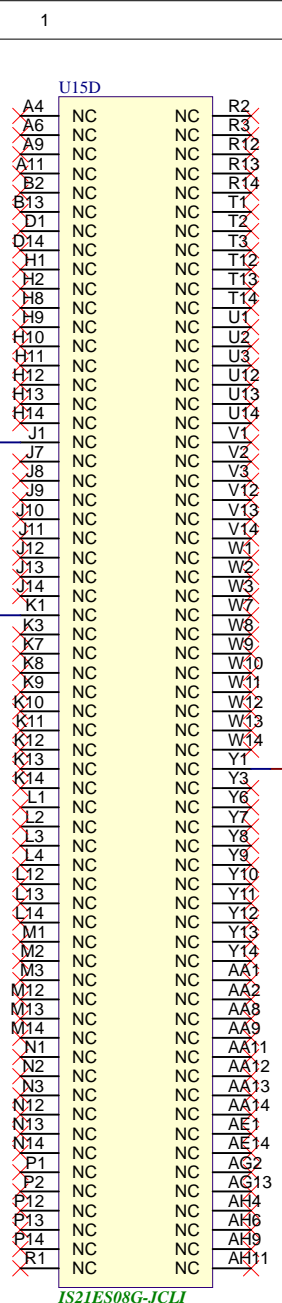 1
U15D
A4 NC NC R2
A6 NC NC R3
A9 NC NC R12
A11 NC NC R13
B2 NC NC R14
B13 NC NC T1
D1 NC NC T2
D14 NC NC T3
H1 NC NC T12
H2 NC NC T13
H8 NC NC T14
H9 NC NC U1
H10 NC NC U2
H11 NC NC U3
H12 NC NC U12
H13 NC NC U13
H14 NC NC U14
J1 NC NC V1
J7 NC NC V2
J8 NC NC V3
J9 NC NC V12
J10 NC NC V13
J11 NC NC V14
J12 NC NC W1
J13 NC NC W2
J14 NC NC W3
K1 NC NC W7
K3 NC NC W8
K7 NC NC W9
K8 NC NC W10
K9 NC NC W11
K10 NC NC W12
K11 NC NC W13
K12 NC NC W14
K13 NC NC Y1
K14 NC NC Y3
L1 NC NC Y6
L2 NC NC Y7
L3 NC NC Y8
L4 NC NC Y9
L12 NC NC Y10
L13 NC NC Y11
L14 NC NC Y12
M1 NC NC Y13
M2 NC NC Y14
M3 NC NC AA1
M12 NC NC AA2
M13 NC NC AA8
M14 NC NC AA9
N1 NC NC AA11
N2 NC NC AA12
N3 NC NC AA13
N12 NC NC AA14
N13 NC NC AE1
N14 NC NC AE14
P1 NC NC AG2
P2 NC NC AG13
P12 NC NC AH4
P13 NC NC AH6
P14 NC NC AH9
R1 NC NC AH11
IS21ES08G-JCLI